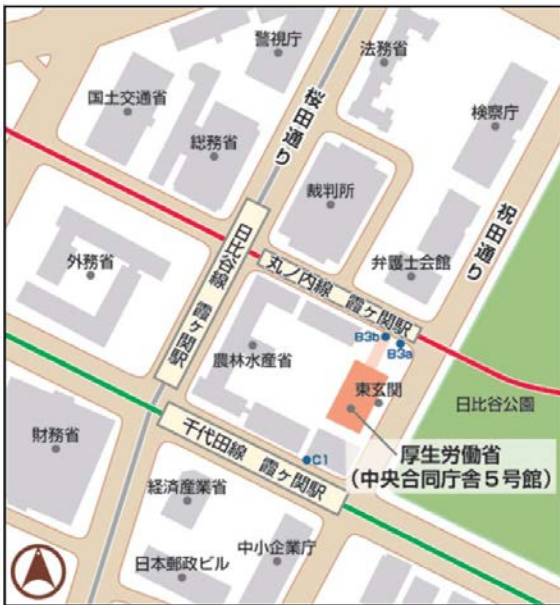 警視庁
法務省
国土交通省
桜田通り
検察庁
総務省
裁判所
祝田通り
外務省
日比谷線 霞ヶ関駅
丸ノ内線 霞ヶ関駅
弁護士会館
B3b
B3a
農林水産省
東玄関
日比谷公園
財務省
千代田線 霞ヶ関駅
C1
厚生労働省
(中央合同庁舎5号館)
経済産業省
中小企業庁
日本郵政ビル